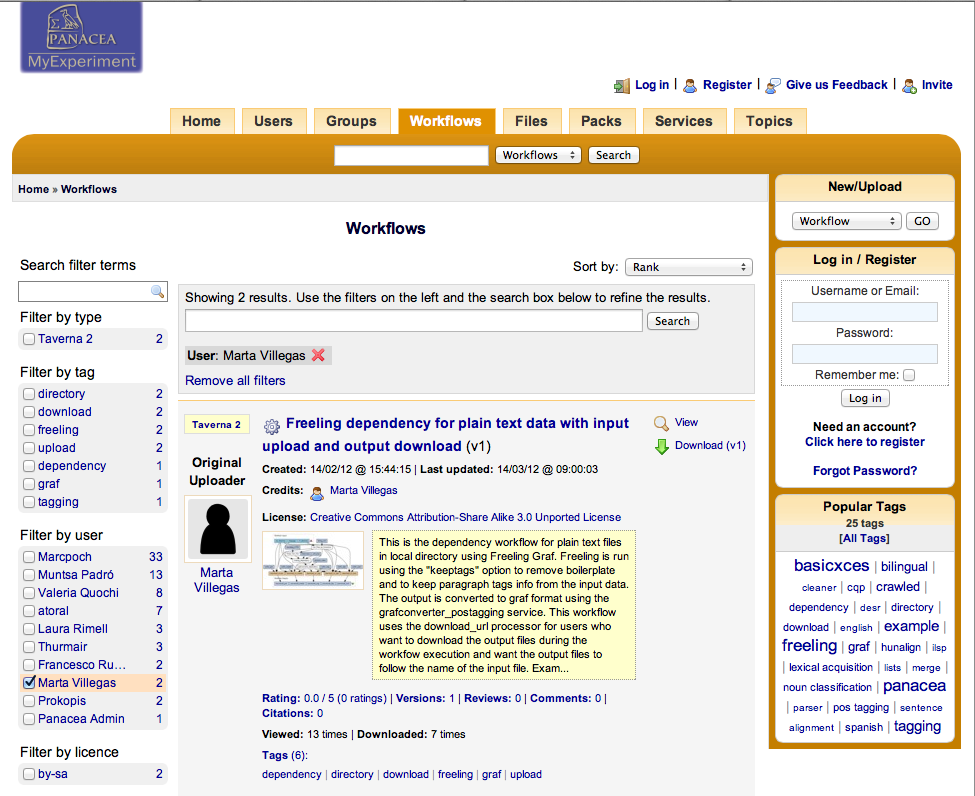 PANACEA
MyExperiment
Log in | Register | Give us Feedback | Invite
Home Users Groups Workflows Files Packs Services Topics
Workflows Search
Home » Workflows
Workflows
Search filter terms
Sort by: Rank
Filter by type
Taverna 2 2
Filter by tag
directory 2
download 2
freeling 2
upload 2
dependency 1
graf 1
tagging 1
Filter by user
Marcpoch 33
Muntsa Padró 13
Valeria Quochi 8
atoral 7
Laura Rimell 3
Thurmair 3
Francesco Ru... 2
Marta Villegas 2
Prokopis 2
Panacea Admin 1
Filter by licence
by-sa 2
Showing 2 results. Use the filters on the left and the search box below to refine the results.
Search
User: Marta Villegas
Remove all filters
Taverna 2
Original
Uploader
Marta
Villegas
Freeling dependency for plain text data with input
upload and output download (v1)
View
Download (v1)
Created: 14/02/12 @ 15:44:15 | Last updated: 14/03/12 @ 09:00:03
Credits: Marta Villegas
License: Creative Commons Attribution-Share Alike 3.0 Unported License
This is the dependency workflow for plain text files
in local directory using Freeling Graf. Freeling is run
using the "keeptags" option to remove boilerplate
and to keep paragraph tags info from the input data.
The output is converted to graf format using the
grafconverter_postagging service. This workflow
uses the download_url processor for users who
want to download the output files during the
workfow execution and want the output files to
follow the name of the input file. Exam...
Rating: 0.0 / 5 (0 ratings) | Versions: 1 | Reviews: 0 | Comments: 0 |
Citations: 0
Viewed: 13 times | Downloaded: 7 times
Tags (6):
dependency | directory | download | freeling | graf | upload
New/Upload
Workflow GO
Log in / Register
Username or Email:
Password:
Remember me:
Log in
Need an account?
Click here to register
Forgot Password?
Popular Tags
25 tags
[All Tags]
basicxces | bilingual |
cleaner | cqp | crawled |
dependency | desr | directory |
download | english | example |
freeling | graf | hunalign | ilsp
| lexical acquisition | lists | merge |
noun classification | panacea
| parser | pos tagging | sentence
alignment | spanish | tagging